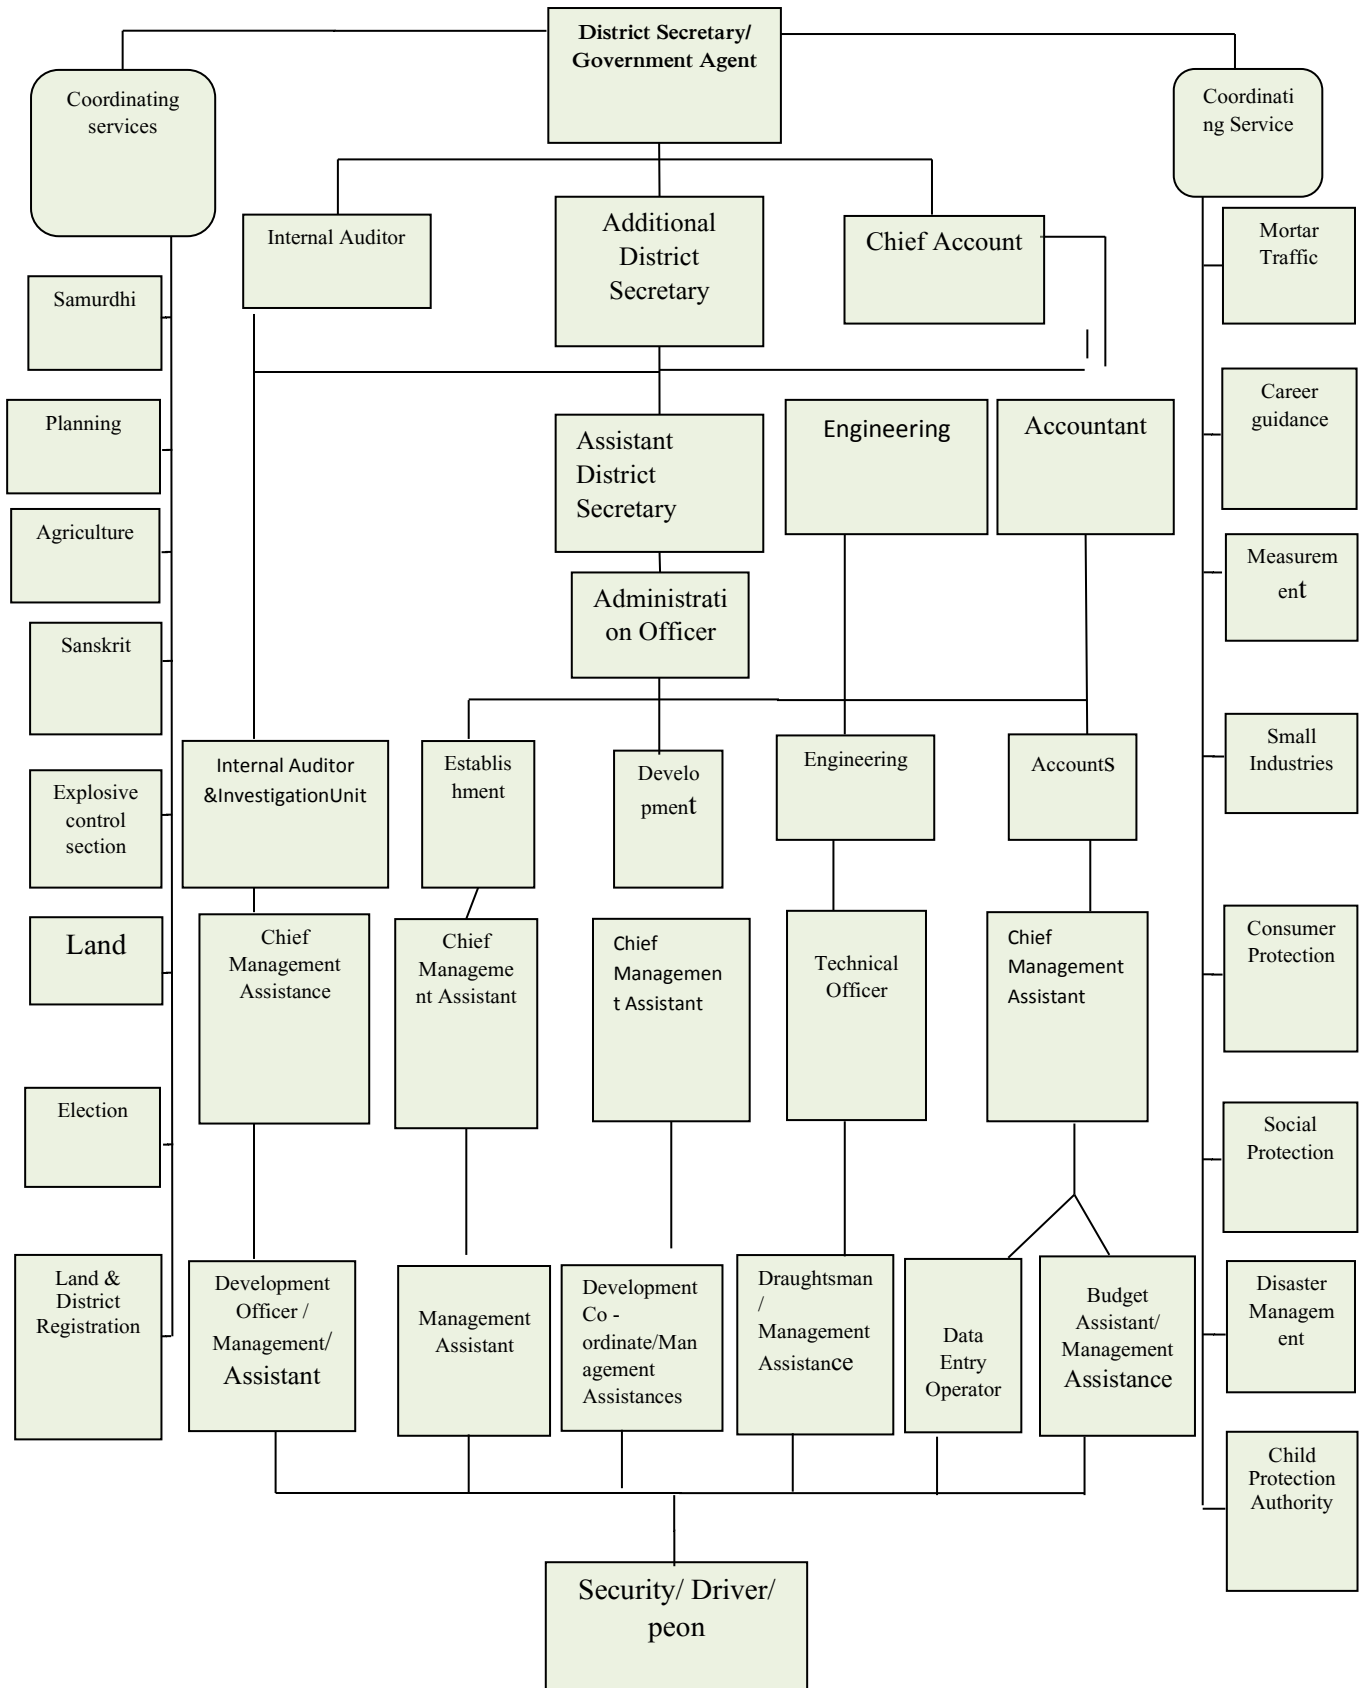 District Secretary/
Government Agent
Coordinating
services
Coordinati
ng Service
Internal Auditor
Additional
District
Secretary
Chief Account
Mortar
Traffic
Samurdhi
Career
guidance
Planning
Assistant
District
Secretary
Engineering
Accountant
Agriculture
Measurem
ent
Administrati
on Officer
Sanskrit
Small
Industries
Internal Auditor
&InvestigationUnit
Establis
hment
Develo
pment
Engineering
AccountS
Explosive
control
section
Land
Chief
Management
Assistance
Chief
Manageme
nt Assistant
Chief
Managemen
t Assistant
Technical
Officer
Chief
Management
Assistant
Consumer
Protection
Election
Social
Protection
Land &
District
Registration
Development
Officer /
Management/
Assistant
Management
Assistant
Development
Co -
ordinate/Man
agement
Assistances
Draughtsman
/
Management
Assistance
Data
Entry
Operator
Budget
Assistant/
Management
Assistance
Disaster
Managem
ent
Child
Protection
Authority
Security/ Driver/
peon